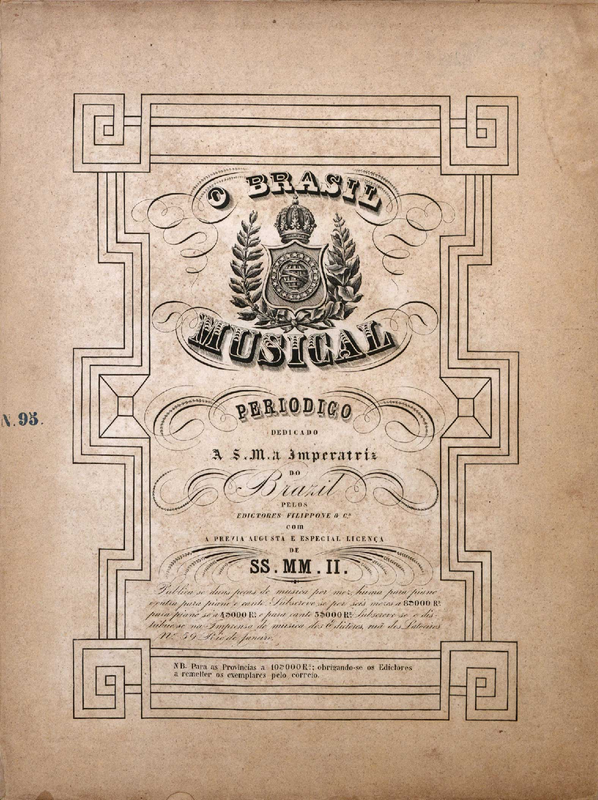 O BRASIL
MUSICAL
N. 95.
PERIODICO
DEDICADO
A S.M.a Imperatriz
DO
Brazil
PELOS
EDICTORES FILIPPONE & Cª
com
A PREVIA AUGUSTA E ESPECIAL LICENÇA
DE
SS. MM. II.
Publica se duas peças de musica por mez, huma para piano
e outra para piano e canto. Subscreve se por seis mezes a 8$000 Rs
para piano só a 4$000 Rs e para canto 5$000 Rs Subscreve se e dis-
tribue se na Imprensa de musica dos Edictores, rua dos Latoeiros
Nº 59. Rio de Janeiro.
NB. Para as Provincias a 10$000 Rs; obrigando-se os Edictores
a remetter os exemplares pelo correio.